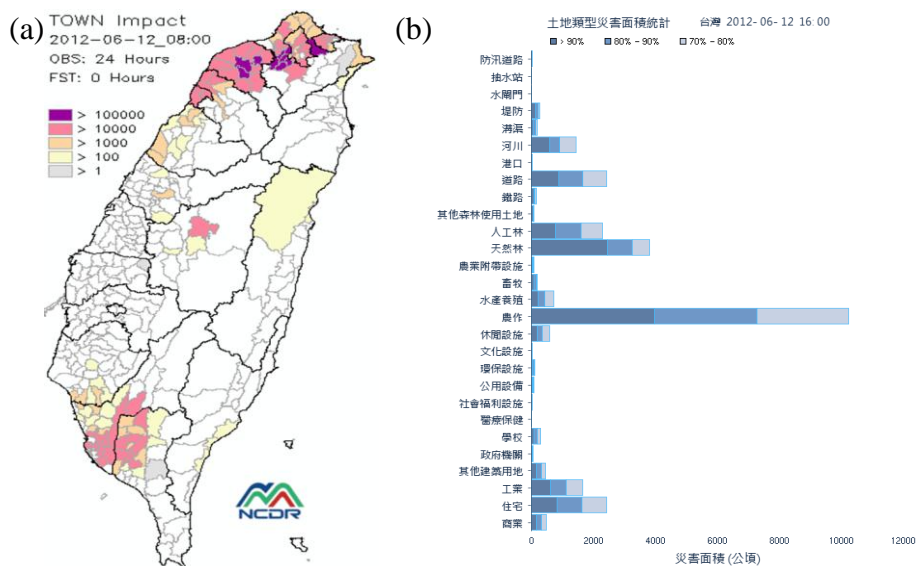 (a)
TOWN Impact
2012-06-12_08:00
OBS: 24 Hours
FST: 0 Hours
> 100000
> 10000
> 1000
> 100
> 1
NCDR
(b)
土地類型災害面積統計 台灣 2012-06-12 16:00
> 90% 80% - 90% 70% - 80%
防汛道路
抽水站
水閘門
堤防
溝渠
河川
港口
道路
鐵路
其他森林使用土地
人工林
天然林
農業附帶設施
畜牧
水產養殖
農作
休閒設施
文化設施
環保設施
公用設備
社會福利設施
醫療保健
學校
政府機關
其他建築用地
工業
住宅
商業
0 2000 4000 6000 8000 10000 12000
災害面積 (公頃)